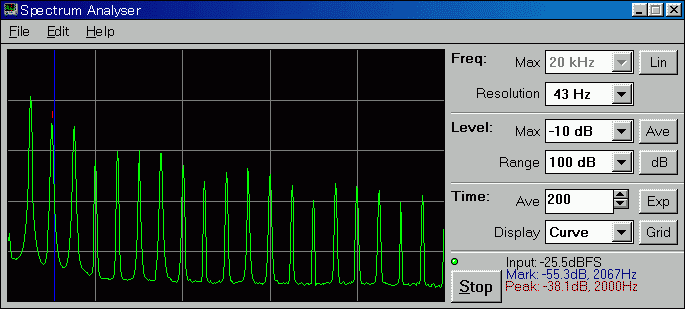 Spectrum Analyser
File Edit Help
Freq: Max 20 kHz Lin
Resolution 43 Hz
Level: Max -10 dB Ave
Range 100 dB dB
Time: Ave 200 Exp
Display Curve Grid
Input: -25.5dBFS
Mark: -55.3dB, 2067Hz
Stop Peak: -38.1dB, 2000Hz